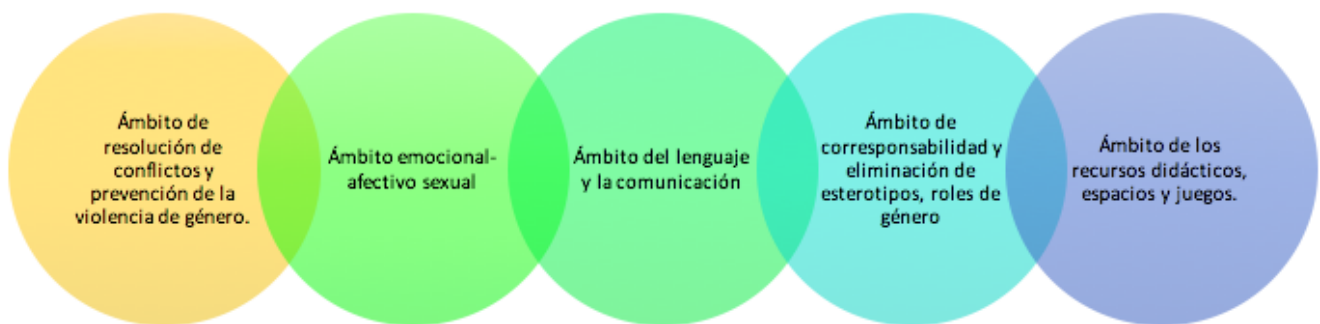 Ámbito de
resolución de
conflictos y
prevención de la
violencia de género.
Ámbito emocional-
afectivo sexual
Ámbito del lenguaje
y la comunicación
Ámbito de
corresponsabilidad y
eliminación de
esterotipos, roles de
género
Ámbito de los
recursos didácticos,
espacios y juegos.